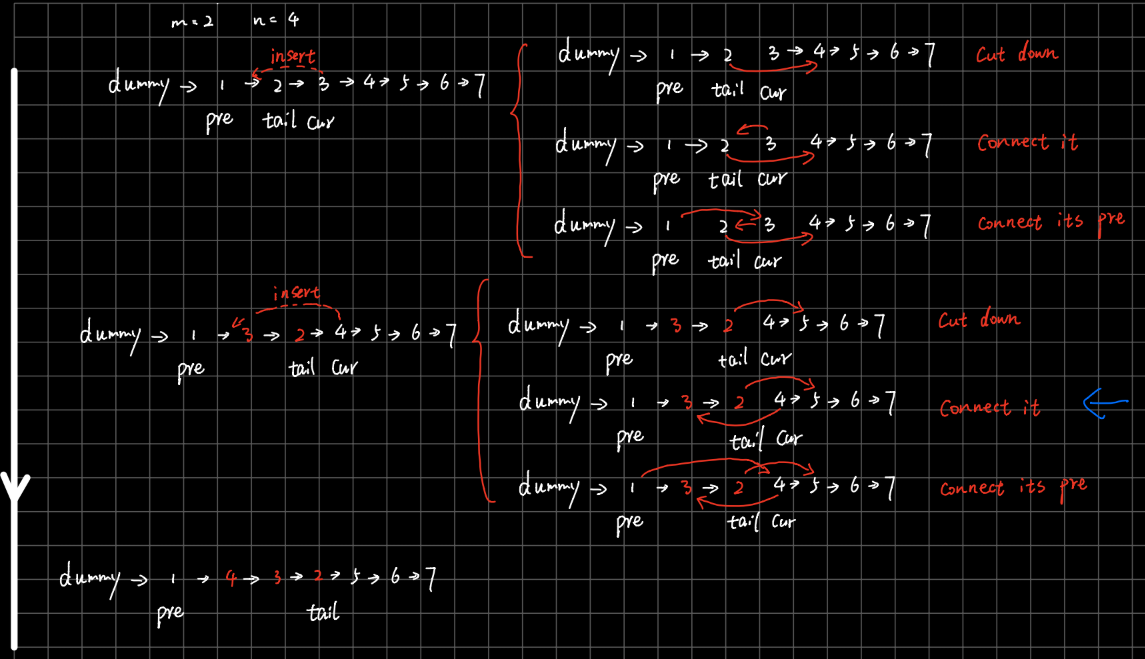 m = 2 n = 4
insert
dummy → 1 → 2 → 3 → 4 → 5 → 6 → 7
pre tail cur
dummy → 1 → 2 3 → 4 → 5 → 6 → 7 Cut down
pre tail cur
dummy → 1 → 2 3 4 → 5 → 6 → 7 Connect it
pre tail cur
dummy → 1 2 ← 3 4 → 5 → 6 → 7 Connect its pre
pre tail cur
insert
dummy → 1 → 3 → 2 → 4 → 5 → 6 → 7
pre tail cur
dummy → 1 → 3 → 2 4 → 5 → 6 → 7 Cut down
pre tail cur
dummy → 1 → 3 → 2 4 → 5 → 6 → 7 Connect it
pre tail cur
dummy → 1 → 3 → 2 4 → 5 → 6 → 7 Connect its pre
pre tail cur
dummy → 1 → 4 → 3 → 2 → 5 → 6 → 7
pre tail